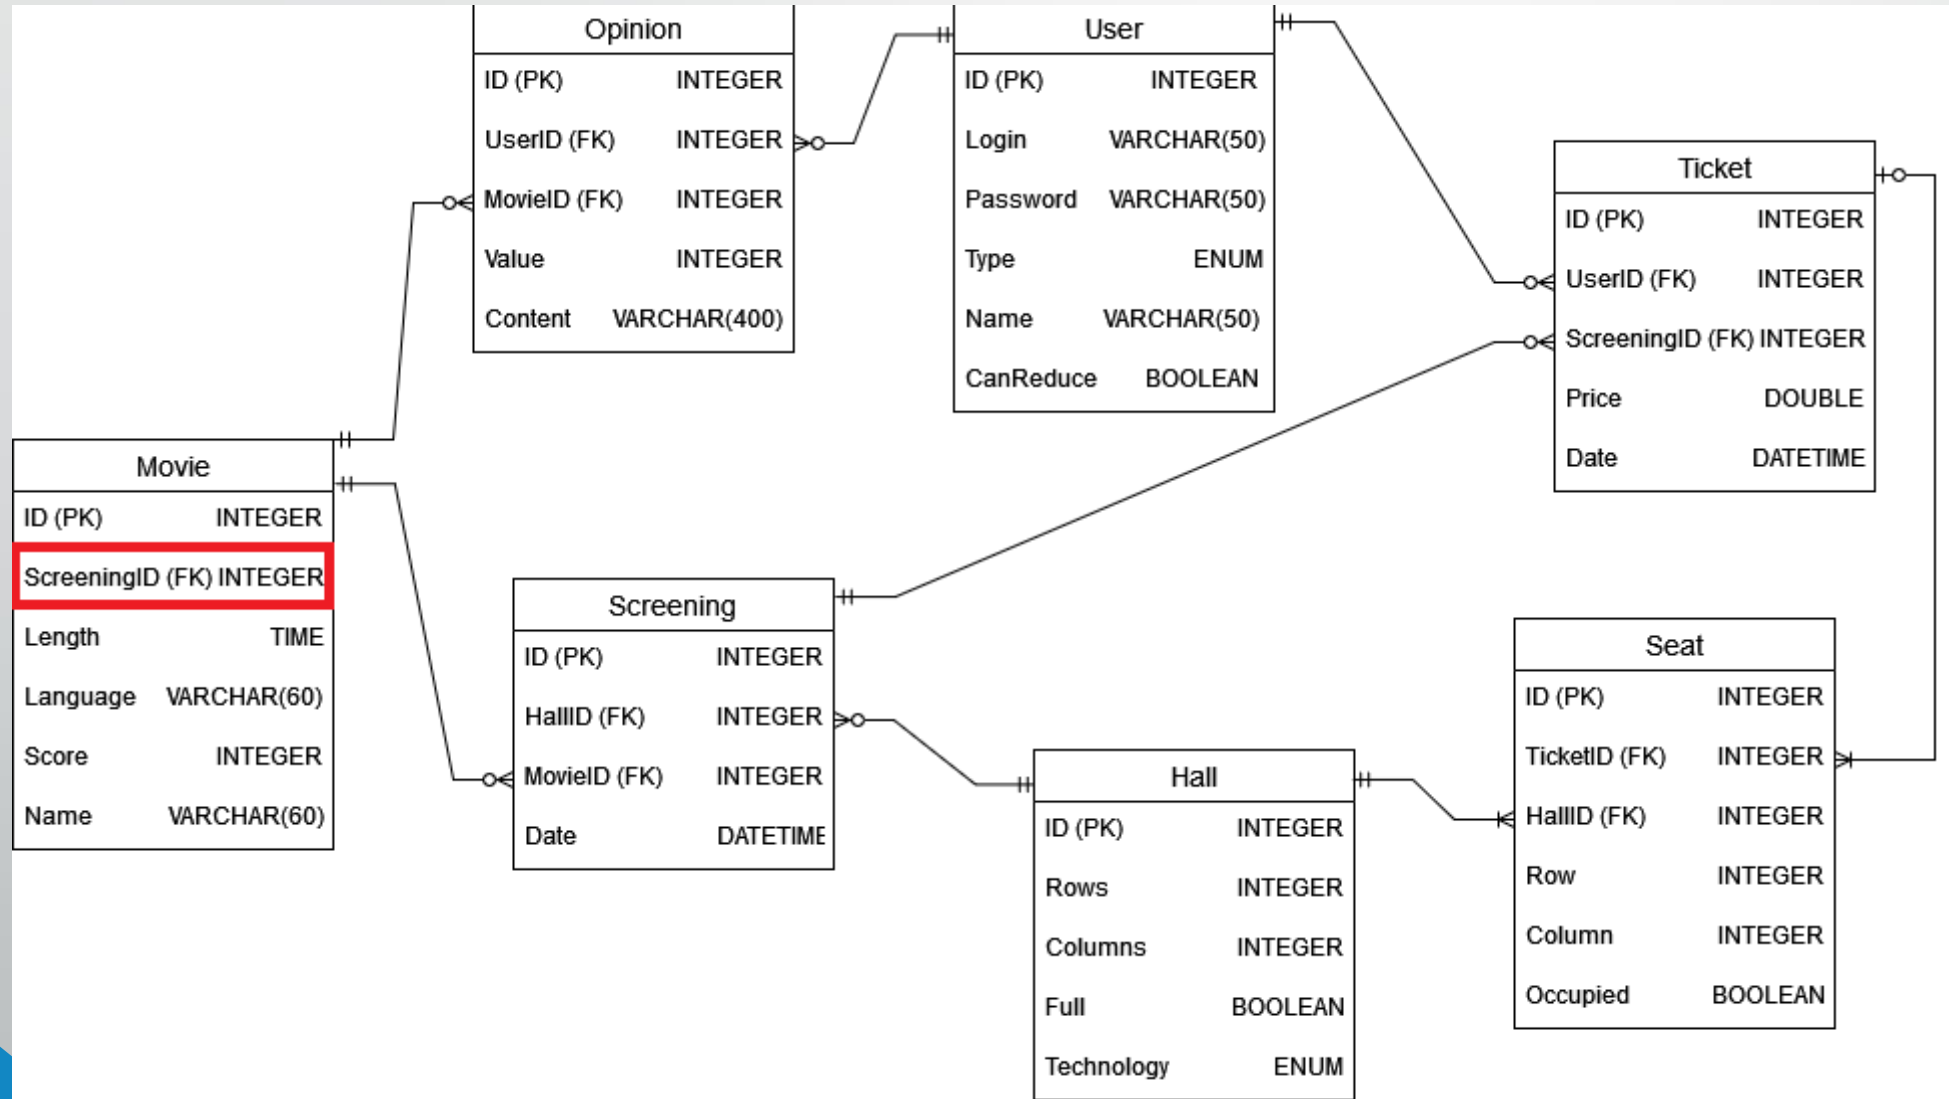 Opinion
ID (PK) INTEGER
UserID (FK) INTEGER
MovieID (FK) INTEGER
Value INTEGER
Content VARCHAR(400)
User
ID (PK) INTEGER
Login VARCHAR(50)
Password VARCHAR(50)
Type ENUM
Name VARCHAR(50)
CanReduce BOOLEAN
Ticket
ID (PK) INTEGER
UserID (FK) INTEGER
ScreeningID (FK) INTEGER
Price DOUBLE
Date DATETIME
Movie
ID (PK) INTEGER
ScreeningID (FK) INTEGER
Length TIME
Language VARCHAR(60)
Score INTEGER
Name VARCHAR(60)
Screening
ID (PK) INTEGER
HallID (FK) INTEGER
MovieID (FK) INTEGER
Date DATETIME
Hall
ID (PK) INTEGER
Rows INTEGER
Columns INTEGER
Full BOOLEAN
Technology ENUM
Seat
ID (PK) INTEGER
TicketID (FK) INTEGER
HallID (FK) INTEGER
Row INTEGER
Column INTEGER
Occupied BOOLEAN